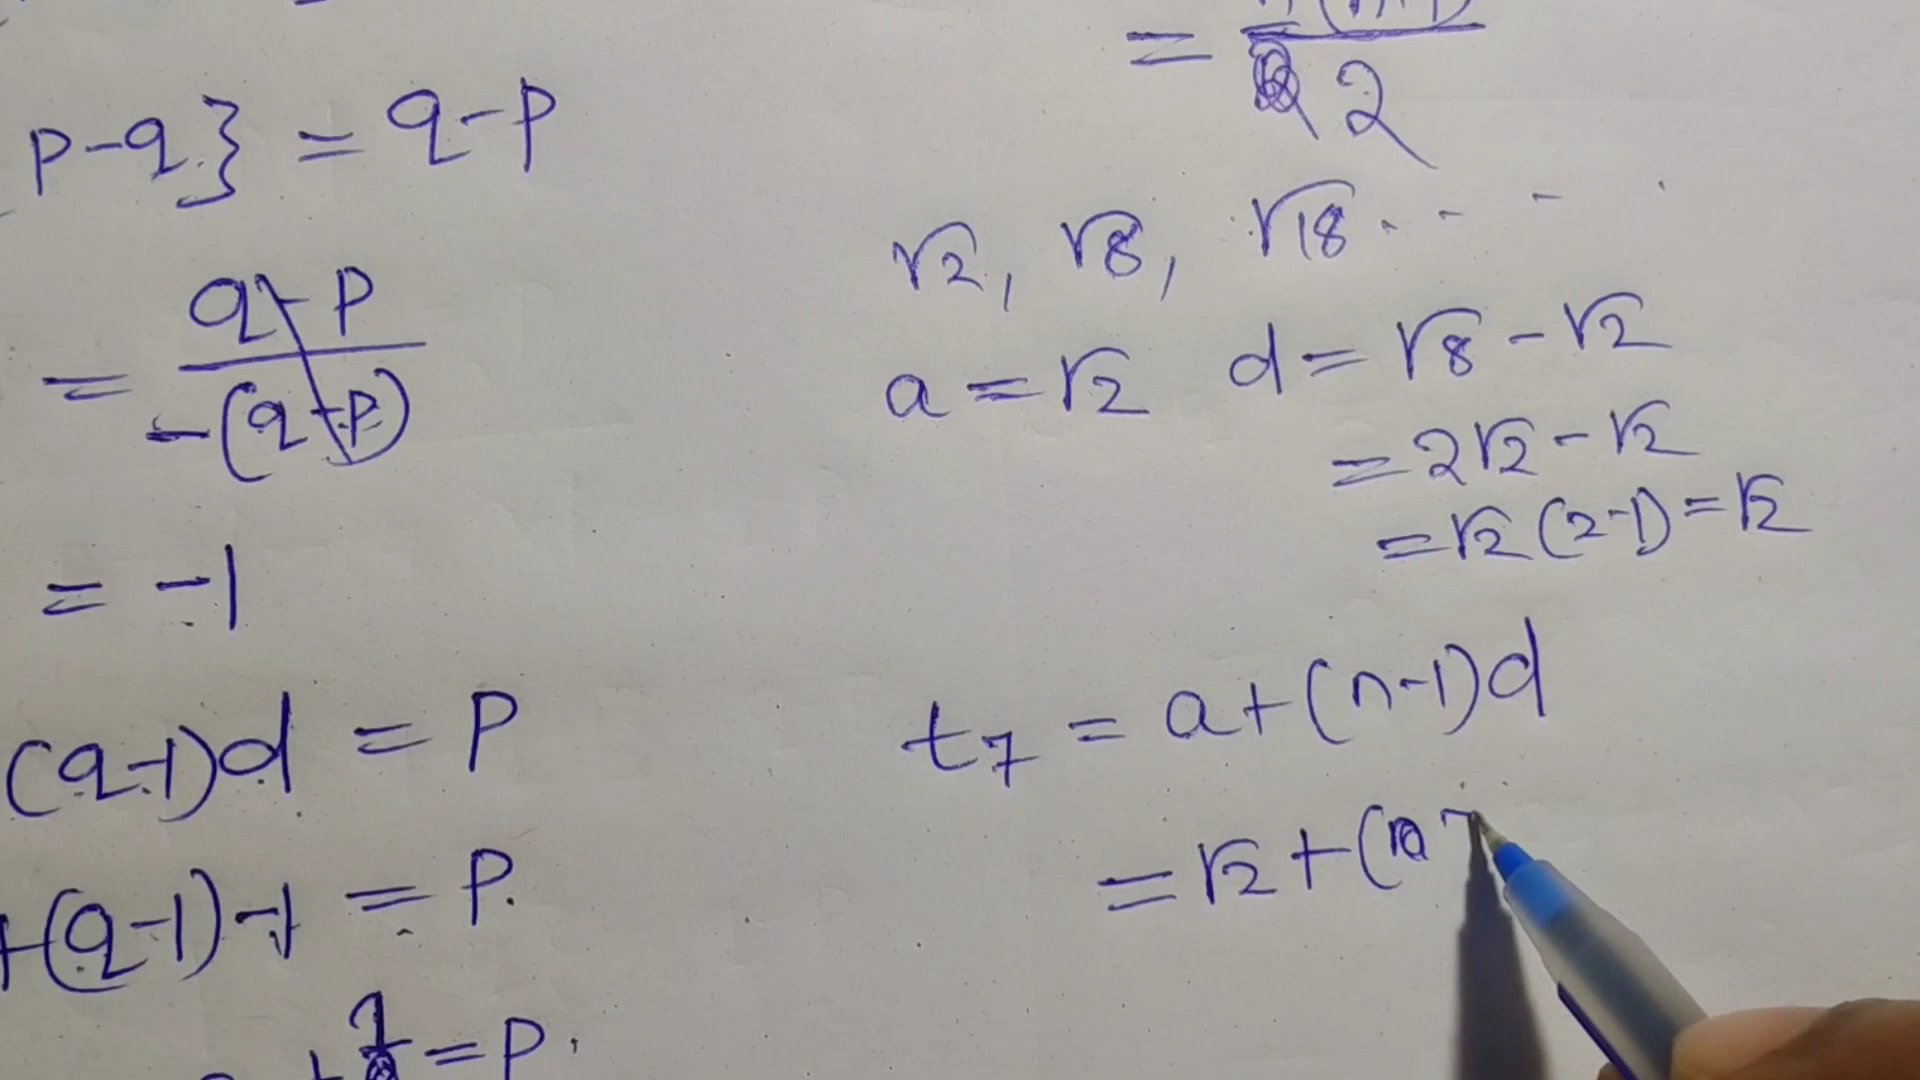 p-q} = q-p
= q-p / -(q-p)
= -1
(q-1)d = p
+(q-1)-1 = p.
= p.
= 2
√2, √8, √18 . - - .
a = √2 d = √8 - √2
= 2√2 - √2
= √2 (2-1) = √2
t₇ = a+(n-1)d
= √2 + (